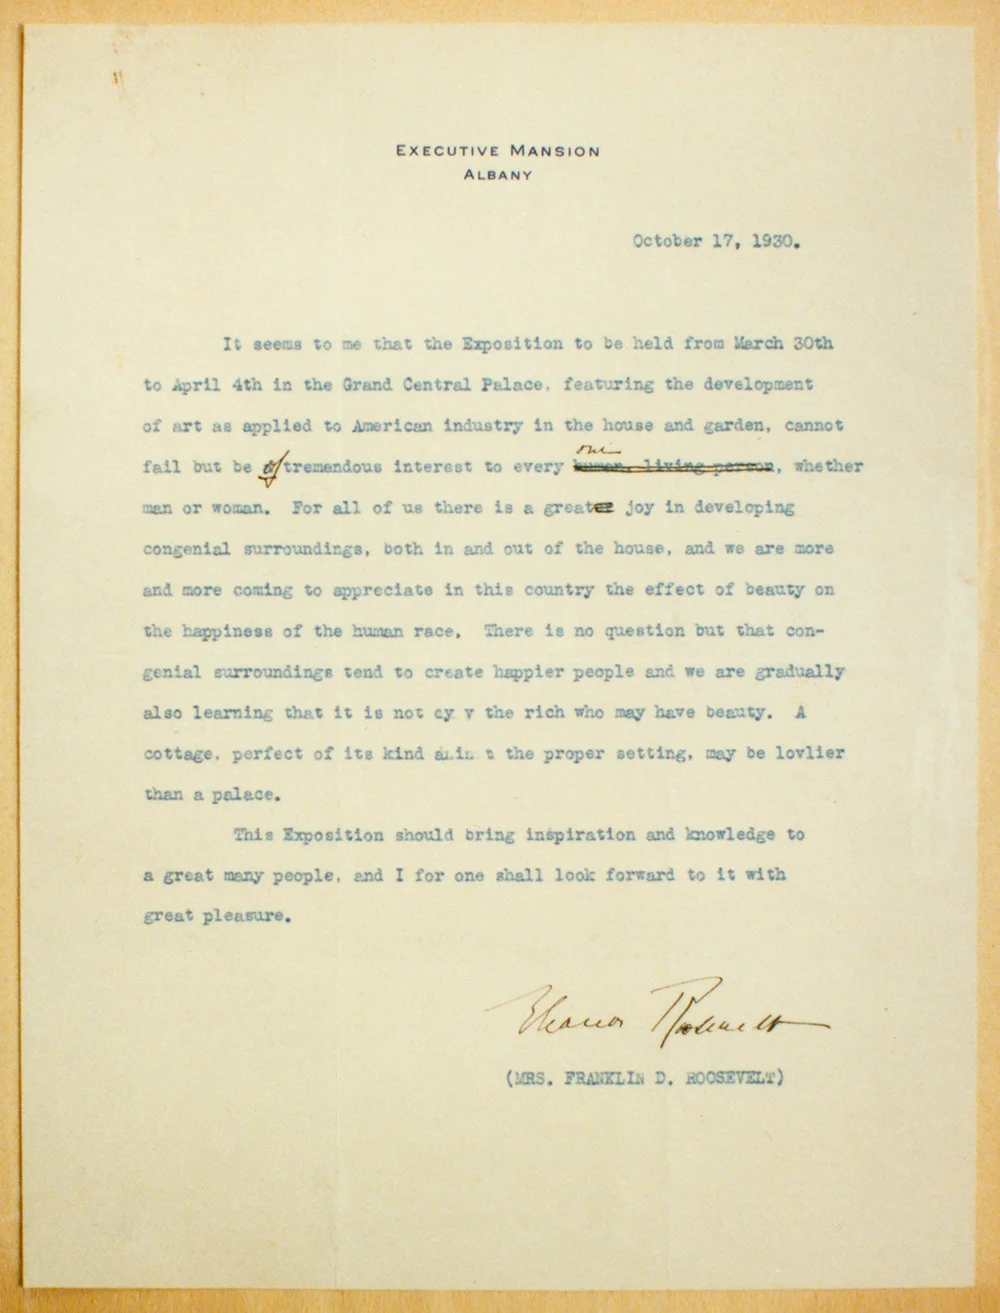 EXECUTIVE MANSION
ALBANY
October 17, 1930.
It seems to me that the Exposition to be held from March 30th
to April 4th in the Grand Central Palace, featuring the development
of art as applied to American industry in the house and garden, cannot
one
fail but be of tremendous interest to every human, living person, whether
man or woman. For all of us there is a greater joy in developing
congenial surroundings, both in and out of the house, and we are more
and more coming to appreciate in this country the effect of beauty on
the happiness of the human race. There is no question but that con-
genial surroundings tend to create happier people and we are gradually
also learning that it is not the rich who may have beauty. A
cottage, perfect of its kind the proper setting, may be lovlier
than a palace.
This Exposition should bring inspiration and knowledge to
a great many people, and I for one shall look forward to it with
great pleasure.
Eleanor Roosevelt
(MRS. FRANKLIN D. ROOSEVELT)